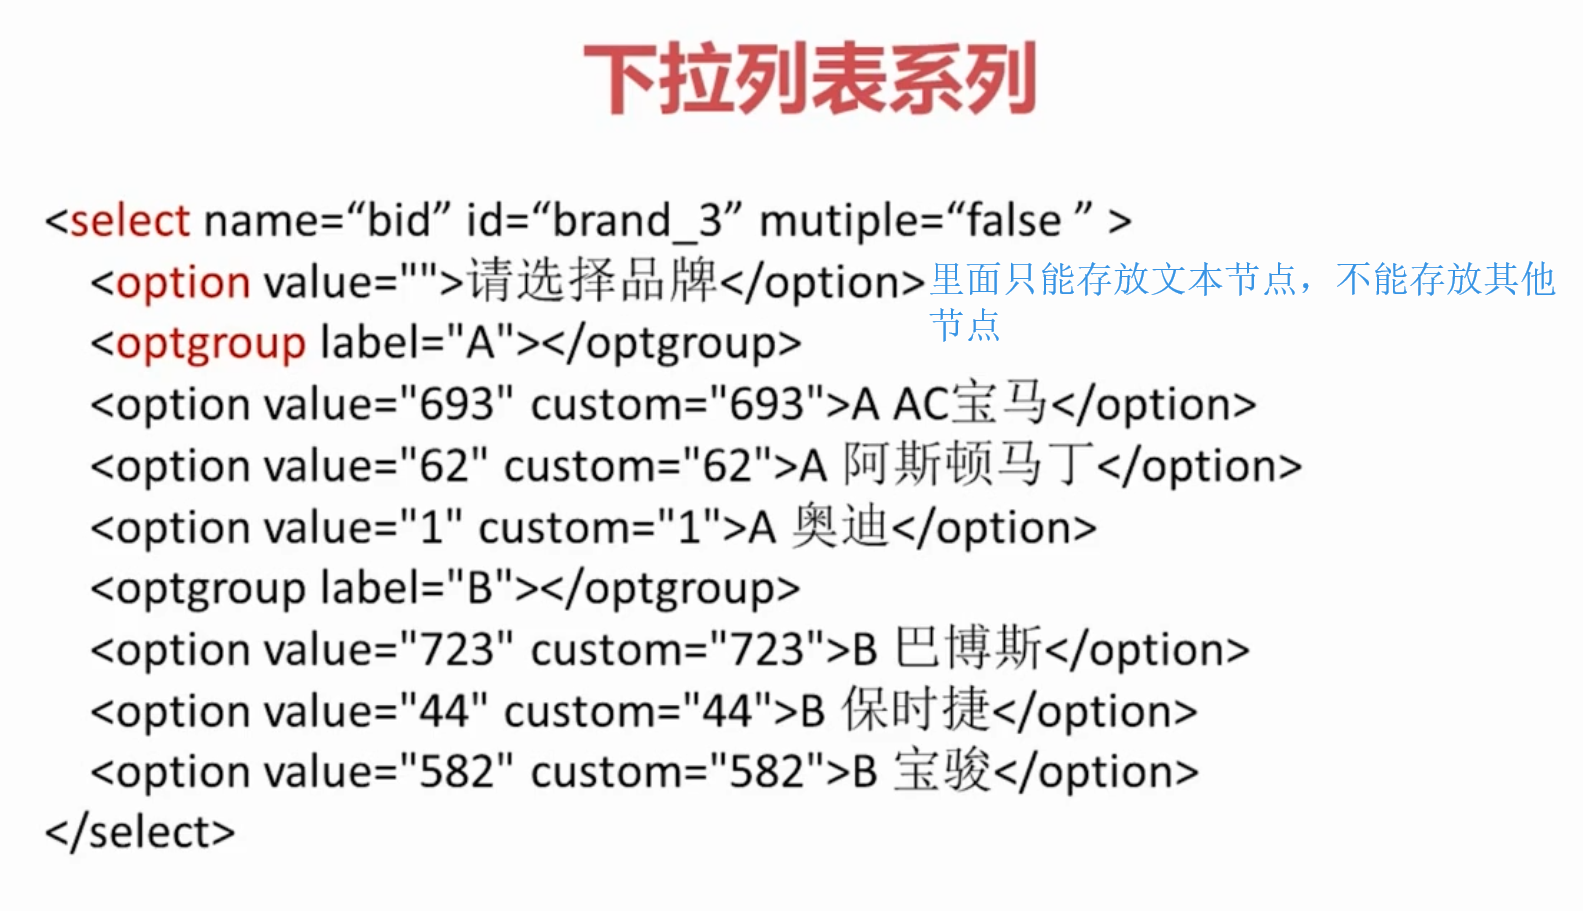 下拉列表系列
<select name=“bid” id=“brand_3” mutiple=“false ” >
<option value="">请选择品牌</option>
里面只能存放文本节点，不能存放其他
节点
<optgroup label="A"></optgroup>
<option value="693" custom="693">A AC宝马</option>
<option value="62" custom="62">A 阿斯顿马丁</option>
<option value="1" custom="1">A 奥迪</option>
<optgroup label="B"></optgroup>
<option value="723" custom="723">B 巴博斯</option>
<option value="44" custom="44">B 保时捷</option>
<option value="582" custom="582">B 宝骏</option>
</select>